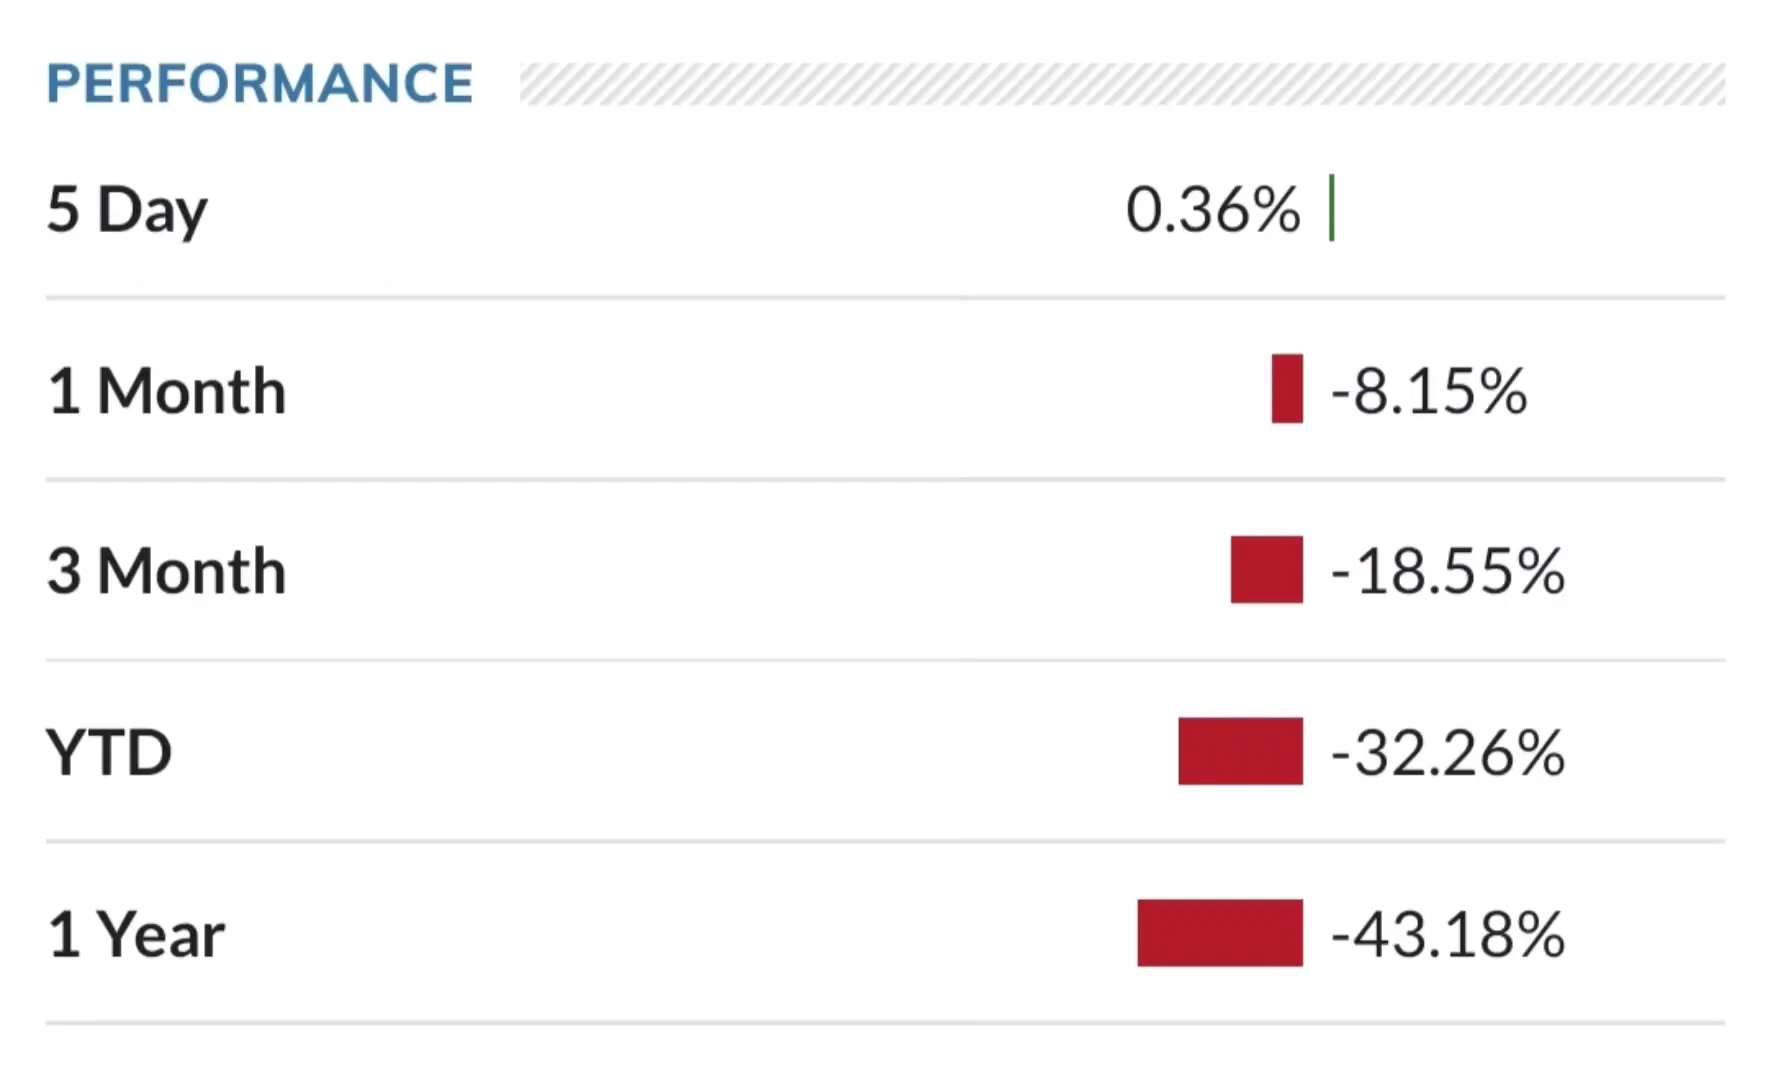 PERFORMANCE
5 Day 0.36%
1 Month -8.15%
3 Month -18.55%
YTD -32.26%
1 Year -43.18%